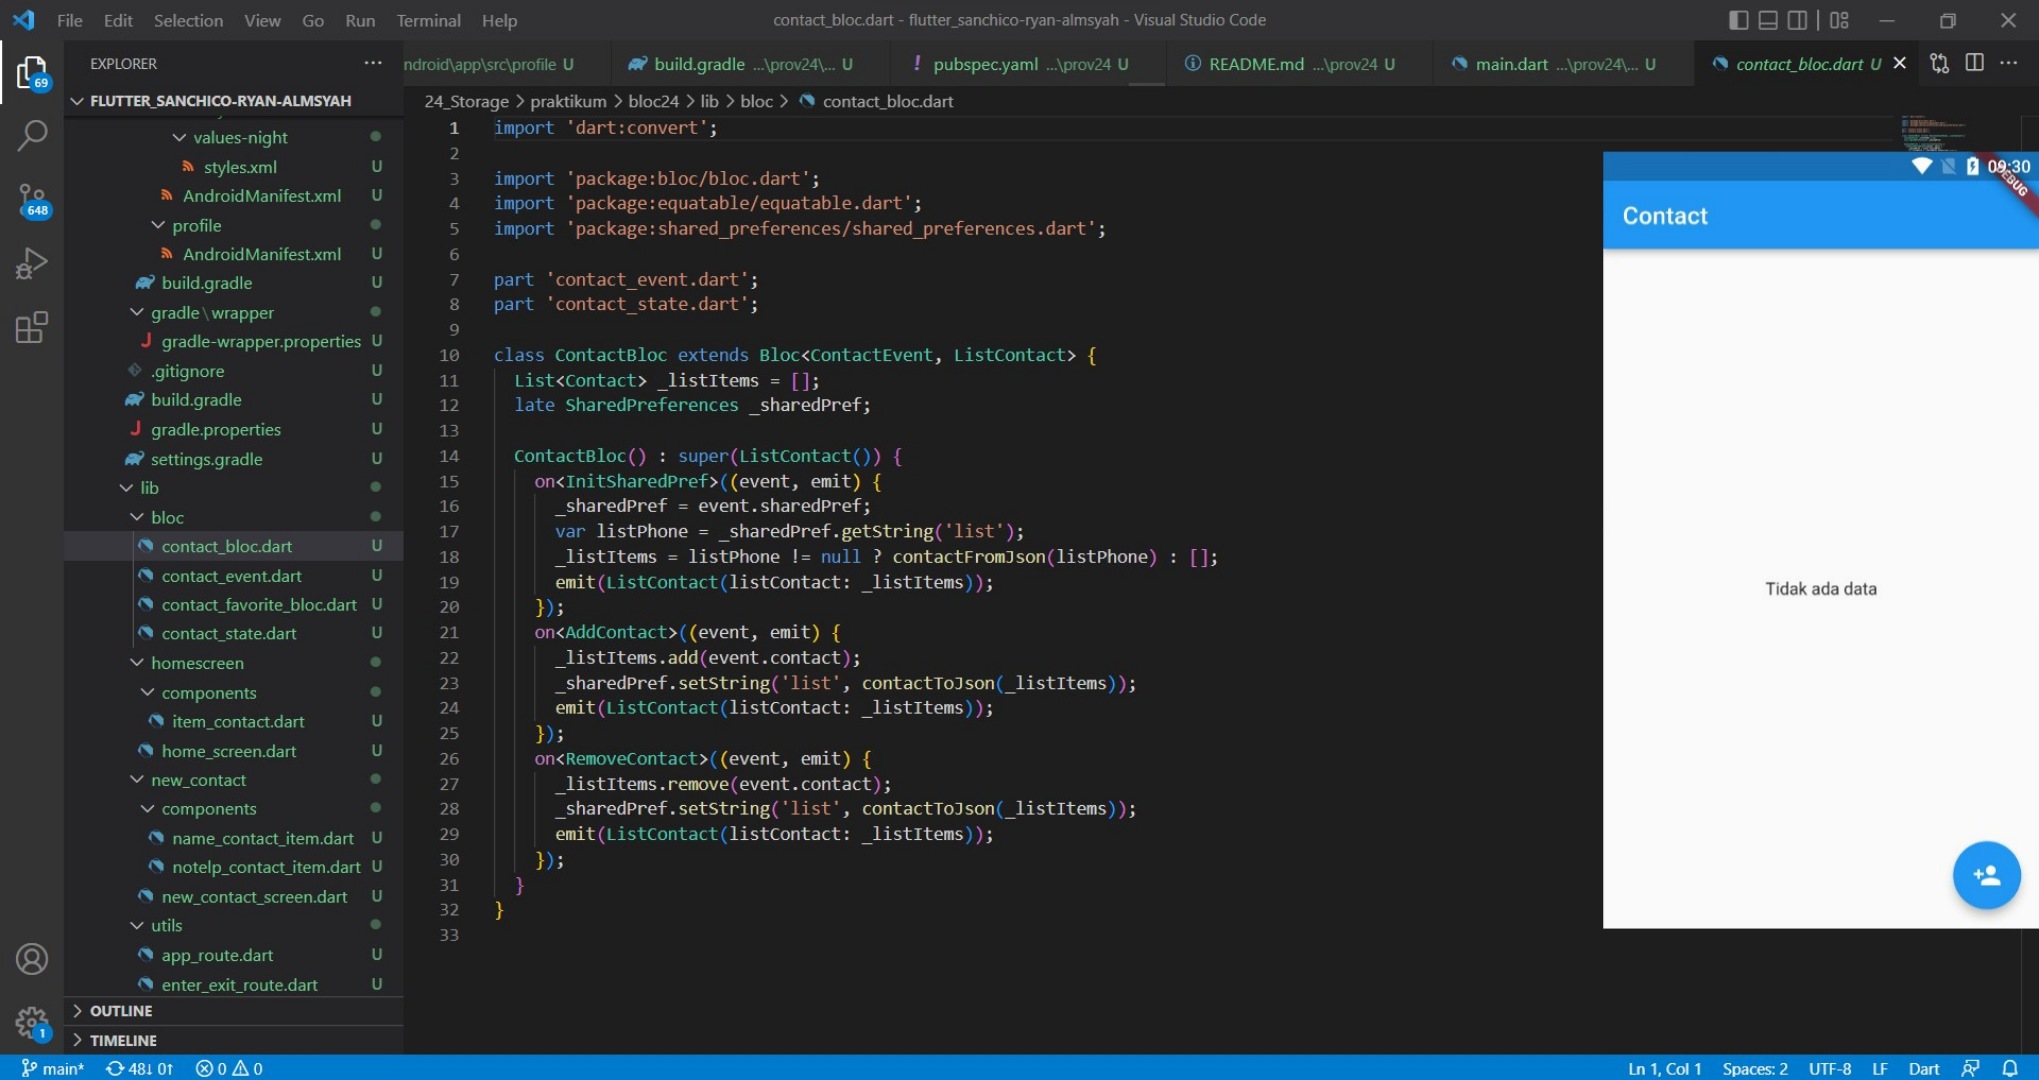 File Edit Selection View Go Run Terminal Help
contact_bloc.dart - flutter_sanchico-ryan-almsyah - Visual Studio Code
EXPLORER
ndroid\app\src\profile U
build.gradle ...\prov24\... U
! pubspec.yaml ...\prov24 U
README.md ...\prov24 U
main.dart ...\prov24\... U
contact_bloc.dart U
69
648
1
FLUTTER_SANCHICO-RYAN-ALMSYAH
values-night
styles.xml U
AndroidManifest.xml U
profile
AndroidManifest.xml U
build.gradle U
gradle\wrapper
gradle-wrapper.properties U
.gitignore U
build.gradle U
gradle.properties U
settings.gradle U
lib
bloc
contact_bloc.dart U
contact_event.dart U
contact_favorite_bloc.dart U
contact_state.dart U
homescreen
components
item_contact.dart U
home_screen.dart U
new_contact
components
name_contact_item.dart U
notelp_contact_item.dart U
new_contact_screen.dart U
utils
app_route.dart U
enter_exit_route.dart U
OUTLINE
TIMELINE
24_Storage > praktikum > bloc24 > lib > bloc > contact_bloc.dart
1 import 'dart:convert';
2
3 import 'package:bloc/bloc.dart';
4 import 'package:equatable/equatable.dart';
5 import 'package:shared_preferences/shared_preferences.dart';
6
7 part 'contact_event.dart';
8 part 'contact_state.dart';
9
10 class ContactBloc extends Bloc<ContactEvent, ListContact> {
11 List<Contact> _listItems = [];
12 late SharedPreferences _sharedPref;
13
14 ContactBloc() : super(ListContact()) {
15 on<InitSharedPref>((event, emit) {
16 _sharedPref = event.sharedPref;
17 var listPhone = _sharedPref.getString('list');
18 _listItems = listPhone != null ? contactFromJson(listPhone) : [];
19 emit(ListContact(listContact: _listItems));
20 });
21 on<AddContact>((event, emit) {
22 _listItems.add(event.contact);
23 _sharedPref.setString('list', contactToJson(_listItems));
24 emit(ListContact(listContact: _listItems));
25 });
26 on<RemoveContact>((event, emit) {
27 _listItems.remove(event.contact);
28 _sharedPref.setString('list', contactToJson(_listItems));
29 emit(ListContact(listContact: _listItems));
30 });
31 }
32 }
33
09:30
DEBUG
Contact
Tidak ada data
main* 48↓ 0↑ 0 0
Ln 1, Col 1 Spaces: 2 UTF-8 LF Dart